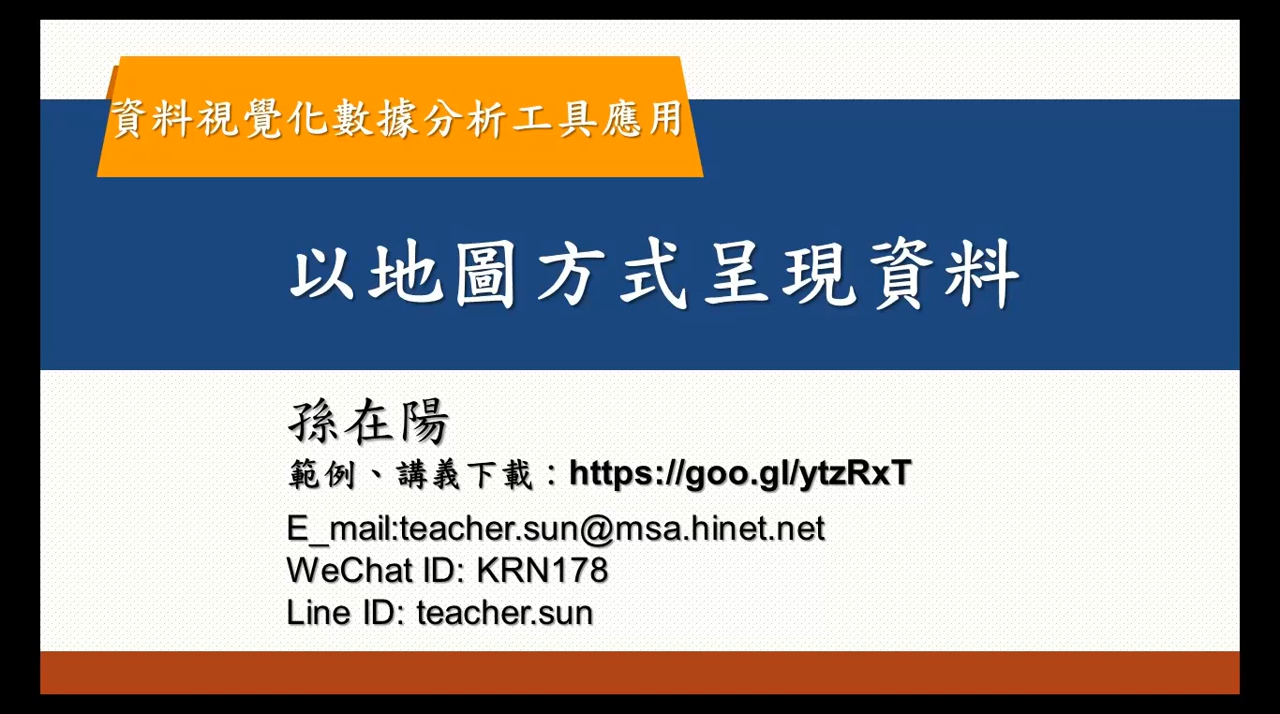 資料視覺化數據分析工具應用
以地圖方式呈現資料
孫在陽
範例、講義下載：https://goo.gl/ytzRxT
E_mail:teacher.sun@msa.hinet.net
WeChat ID: KRN178
Line ID: teacher.sun